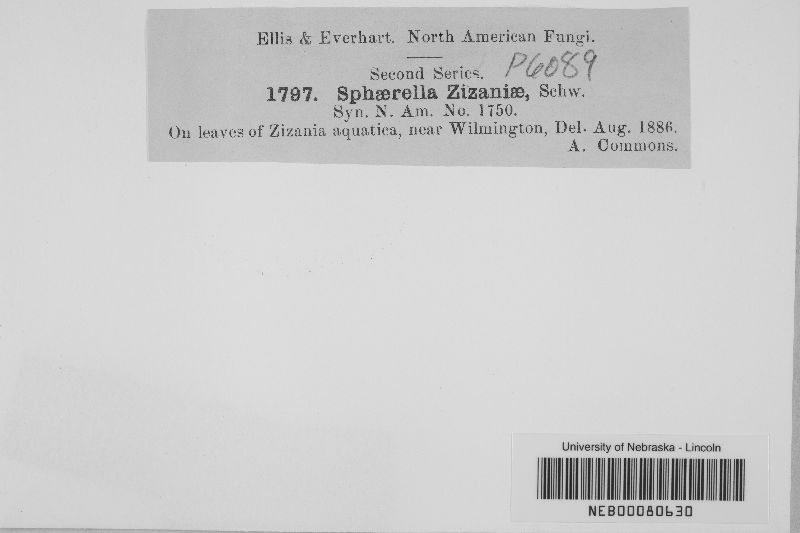 Ellis & Everhart. North American Fungi.
Second Series. P6089
1797. Sphærella Zizaniæ, Schw.
Syn. N. Am. No. 1750.
On leaves of Zizania aquatica, near Wilmington, Del. Aug. 1886.
A. Commons.
University of Nebraska - Lincoln
NEB00080630